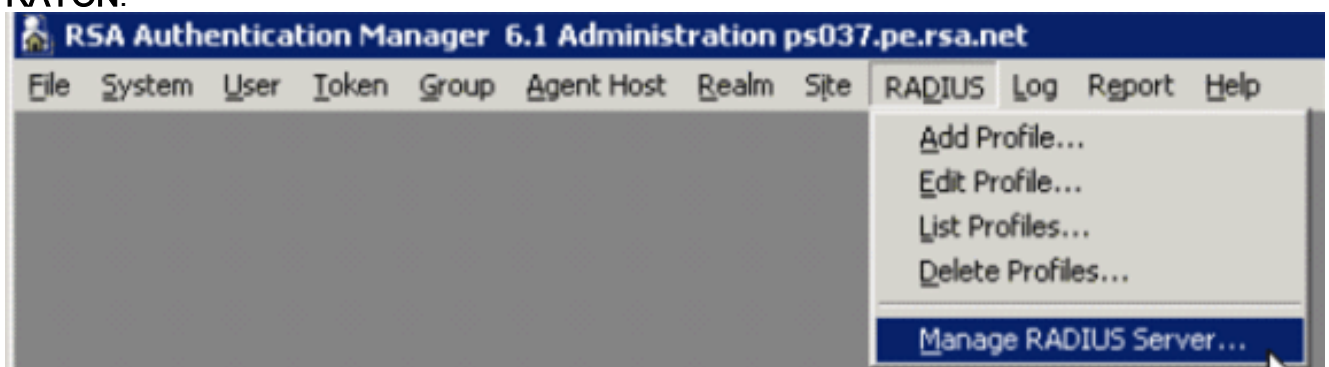 RAYON.
RSA Authentication Manager 6.1 Administration ps037.pe.rsa.net
File System User Token Group Agent Host Realm Site RADIUS Log Report Help
Add Profile...
Edit Profile...
List Profiles...
Delete Profiles...
Manage RADIUS Server...